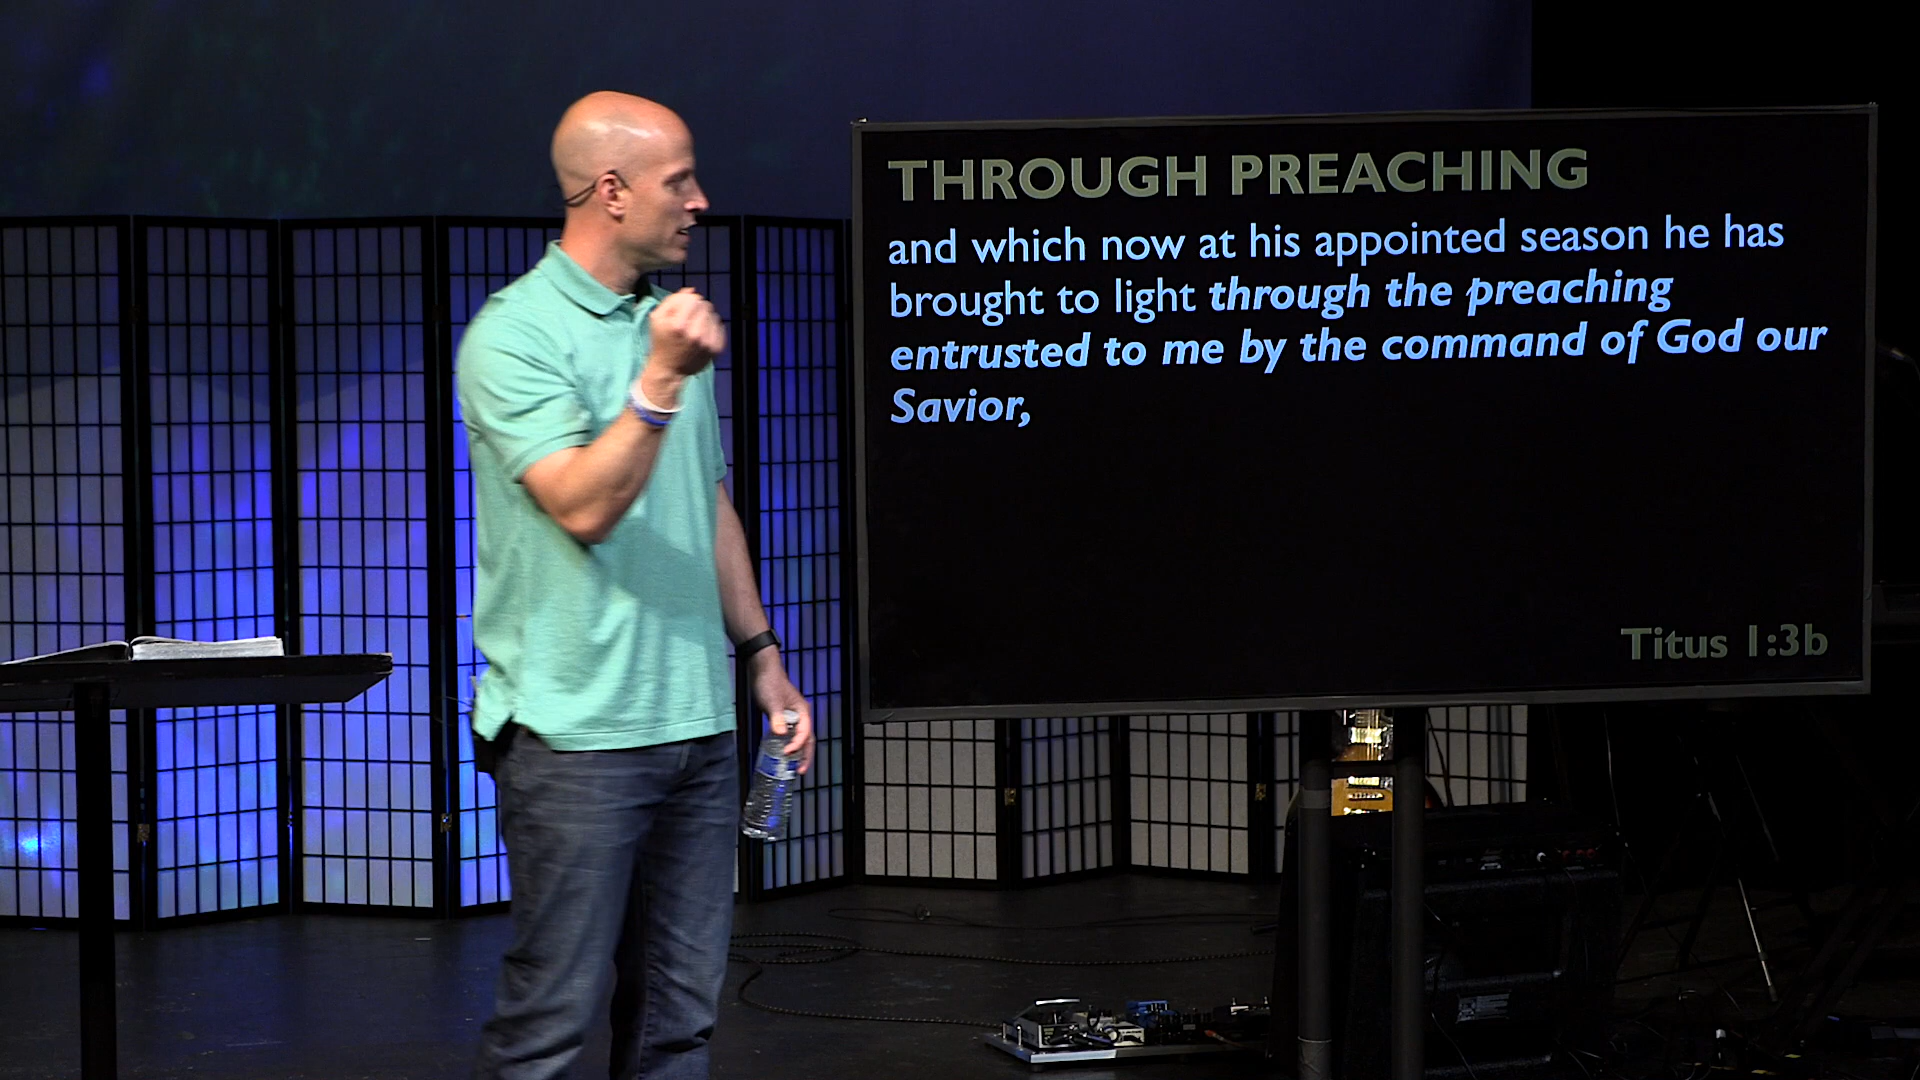 THROUGH PREACHING
and which now at his appointed season he has
brought to light through the preaching
entrusted to me by the command of God our
Savior,
Titus 1:3b